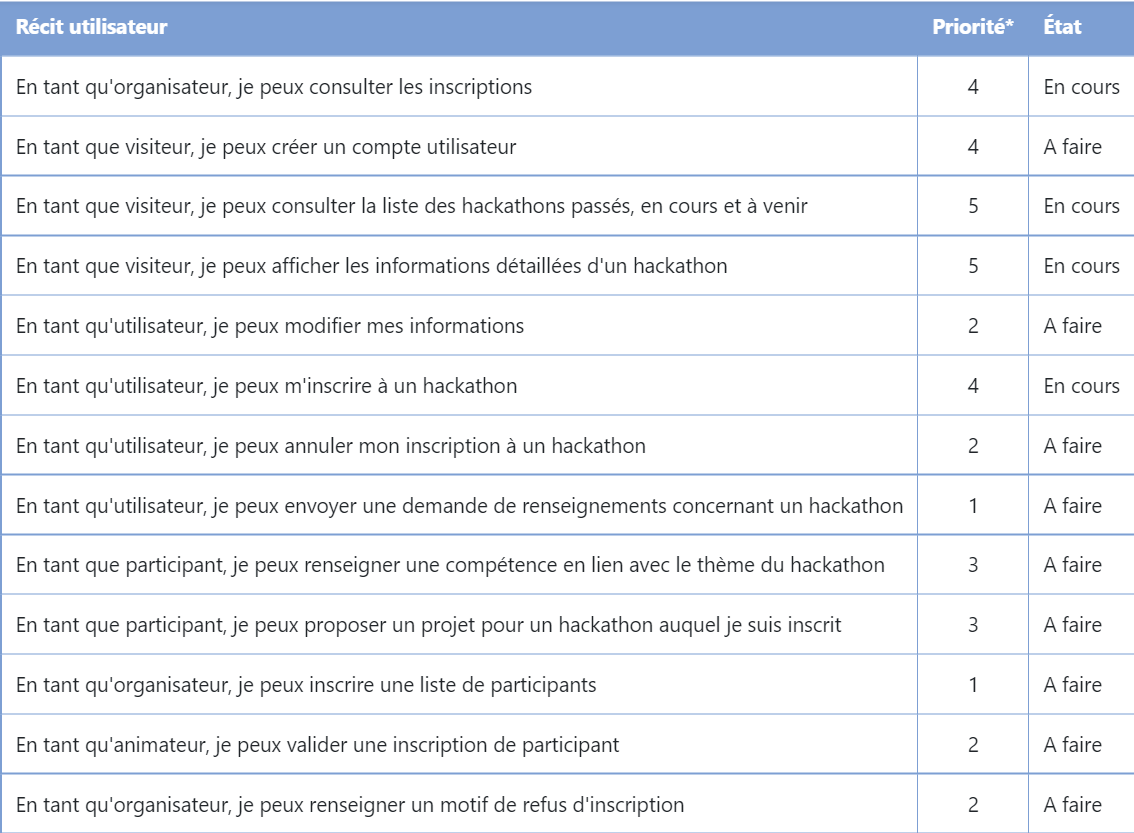 Récit utilisateur Priorité* État
En tant qu'organisateur, je peux consulter les inscriptions 4 En cours
En tant que visiteur, je peux créer un compte utilisateur 4 A faire
En tant que visiteur, je peux consulter la liste des hackathons passés, en cours et à venir 5 En cours
En tant que visiteur, je peux afficher les informations détaillées d'un hackathon 5 En cours
En tant qu'utilisateur, je peux modifier mes informations 2 A faire
En tant qu'utilisateur, je peux m'inscrire à un hackathon 4 En cours
En tant qu'utilisateur, je peux annuler mon inscription à un hackathon 2 A faire
En tant qu'utilisateur, je peux envoyer une demande de renseignements concernant un hackathon 1 A faire
En tant que participant, je peux renseigner une compétence en lien avec le thème du hackathon 3 A faire
En tant que participant, je peux proposer un projet pour un hackathon auquel je suis inscrit 3 A faire
En tant qu'organisateur, je peux inscrire une liste de participants 1 A faire
En tant qu'animateur, je peux valider une inscription de participant 2 A faire
En tant qu'organisateur, je peux renseigner un motif de refus d'inscription 2 A faire